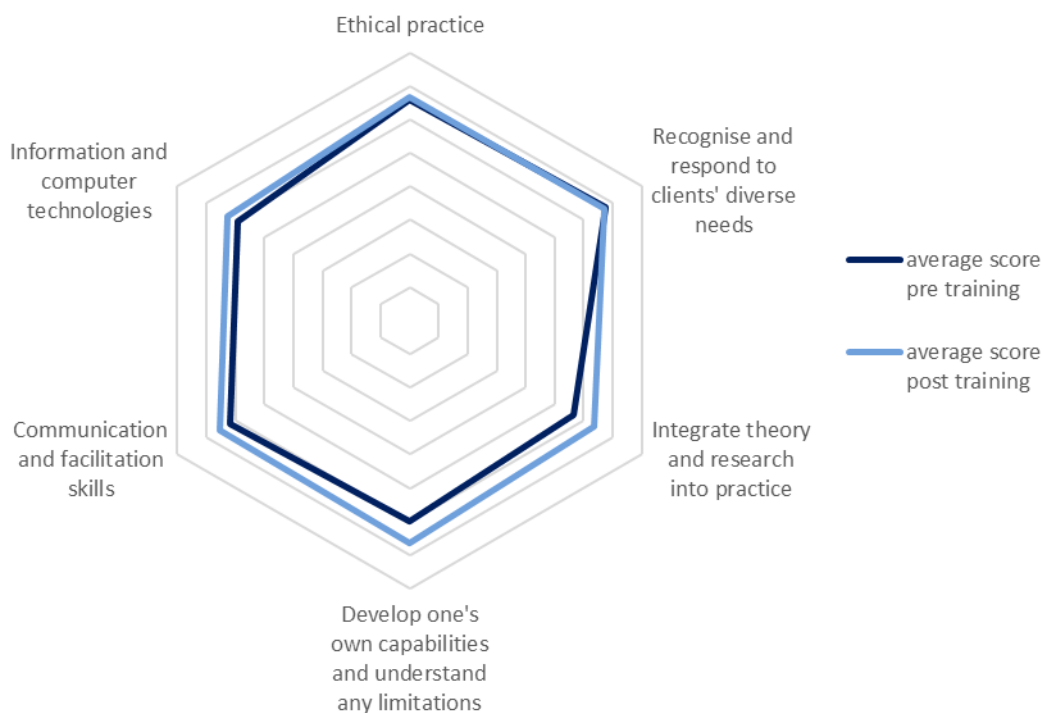 Ethical practice
Recognise and
respond to
clients' diverse
needs
Integrate theory
and research
into practice
Develop one's
own capabilities
and understand
any limitations
Communication
and facilitation
skills
Information and
computer
technologies
average score
pre training
average score
post training